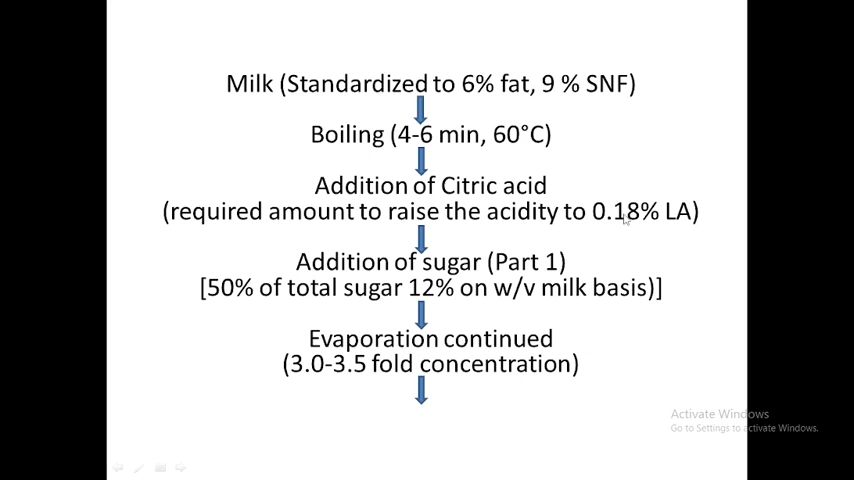 Milk (Standardized to 6% fat, 9 % SNF)
Boiling (4-6 min, 60°C)
Addition of Citric acid
(required amount to raise the acidity to 0.18% LA)
Addition of sugar (Part 1)
[50% of total sugar 12% on w/v milk basis)]
Evaporation continued
(3.0-3.5 fold concentration)
Activate Windows
Go to Settings to activate Windows.